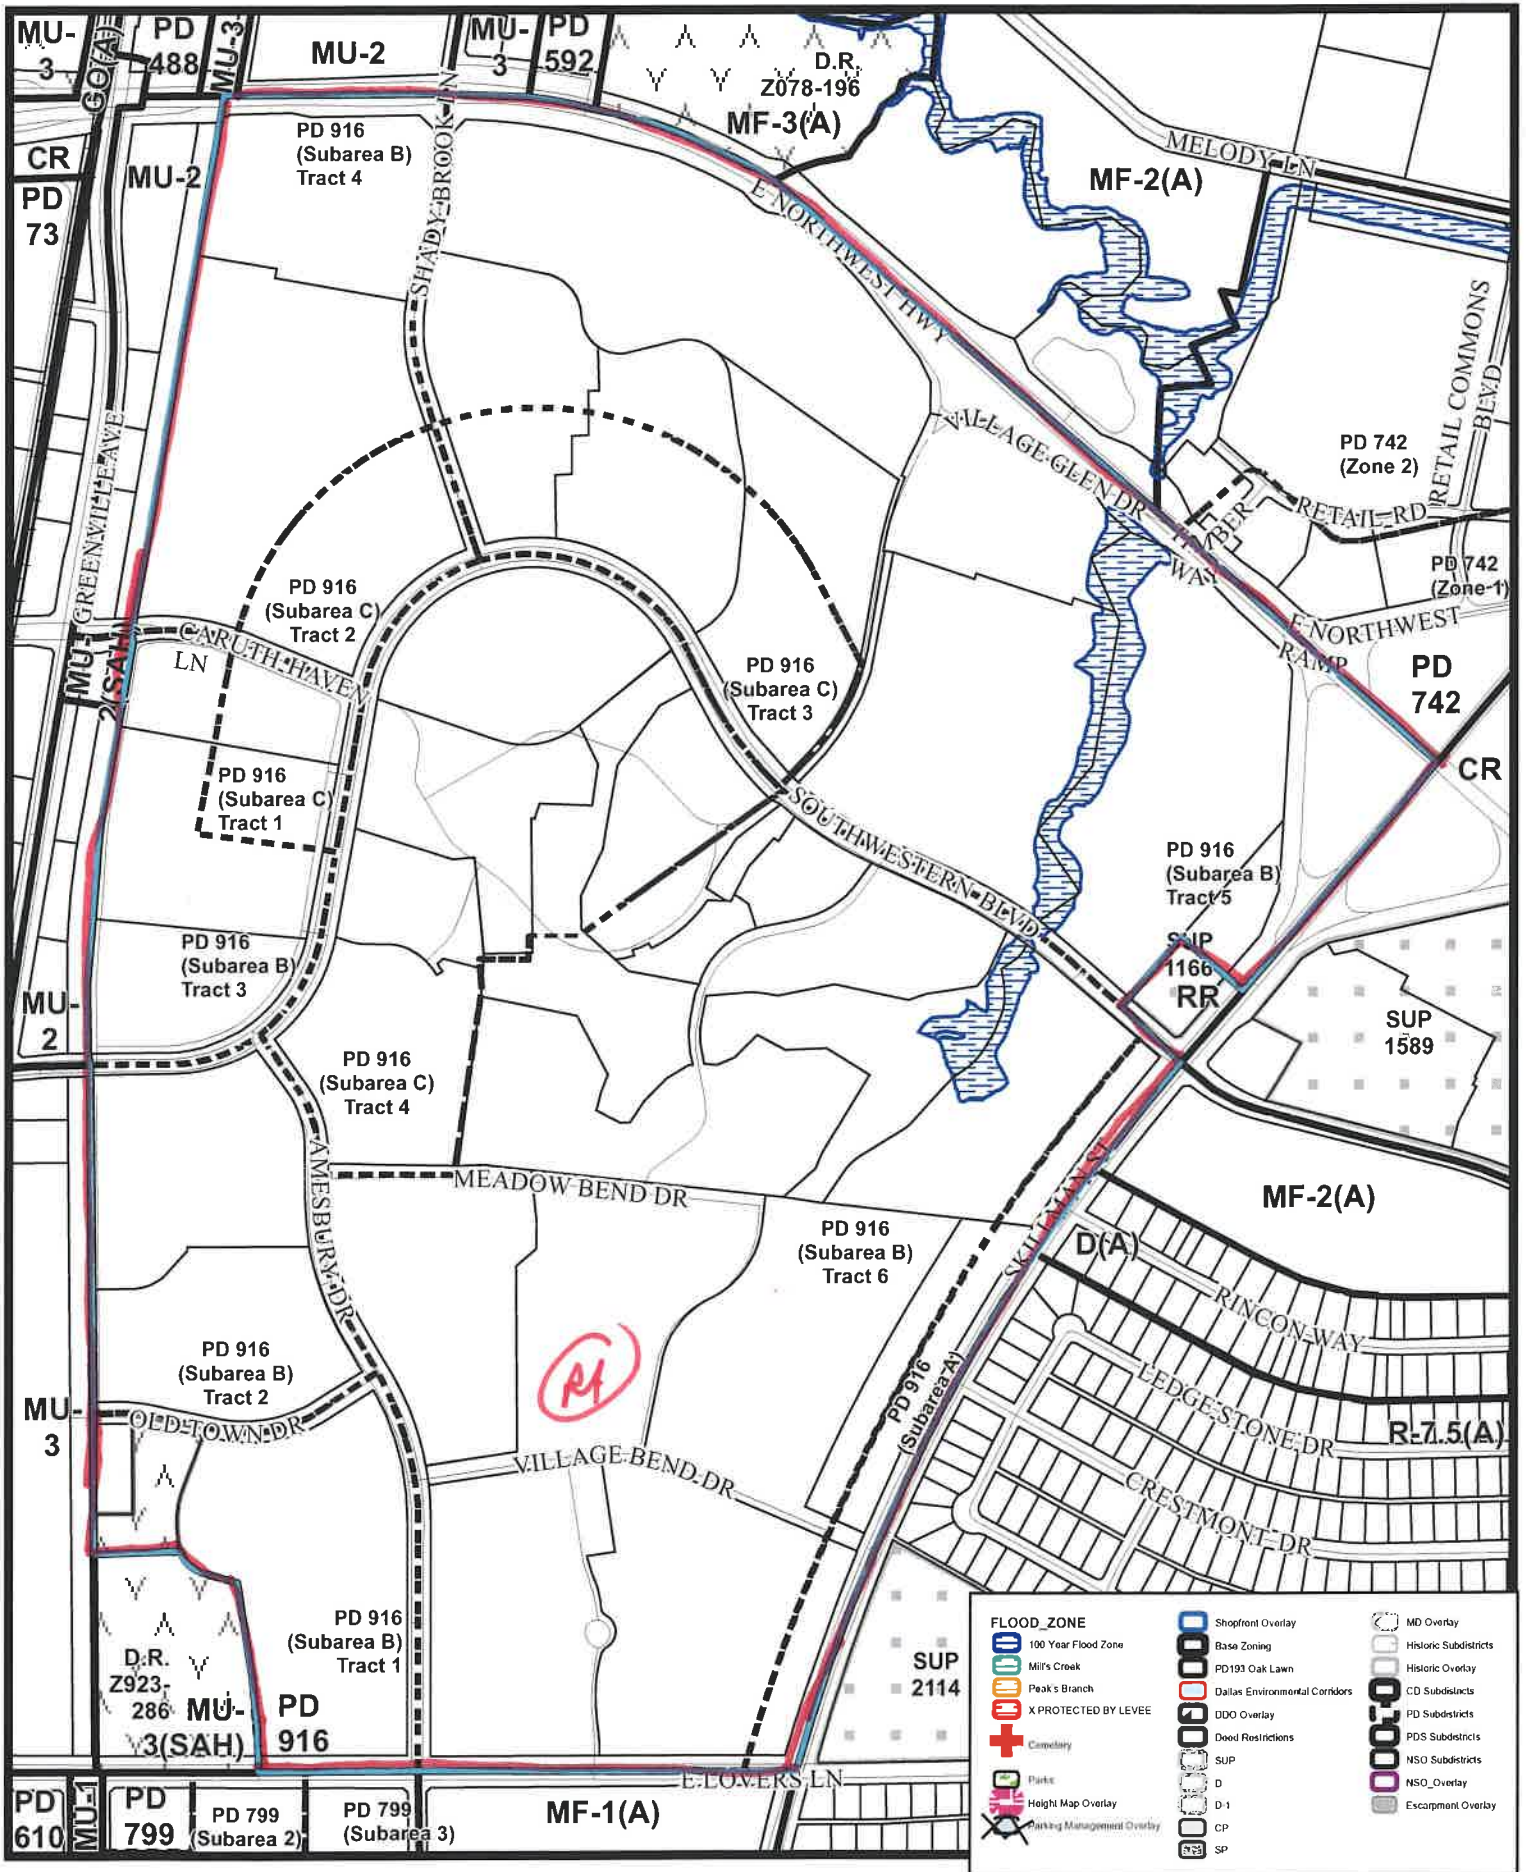 MU-
3
GO(A)
PD
488
MU-3
MU-2
MU-
3
PD
592
D.R.
Z078-196
MF-3(A)
MELODY LN
MF-2(A)
CR
PD
73
MU-2
PD 916
(Subarea B)
Tract 4
SHADY BROOK LN
E NORTHWEST HWY
RETAIL COMMONS
BLVD
GREENVILLE AVE
VILLAGE GLEN DR
PD 742
(Zone 2)
RETAIL RD
WAY
PD 742
(Zone-1)
E NORTHWEST
RAMP
PD
742
CR
PD 916
(Subarea C)
Tract 2
MU-
2(SAH)
CARUTH HAVEN
LN
PD 916
(Subarea C)
Tract 3
PD 916
(Subarea C)
Tract 1
SOUTHWESTERN BLVD
PD 916
(Subarea B)
Tract 5
SUP
1166
RR
PD 916
(Subarea B)
Tract 3
MU-
2
SUP
1589
PD 916
(Subarea C)
Tract 4
AMESBURY DR
MEADOW BEND DR
SKILLMAN ST
MF-2(A)
PD 916
(Subarea B)
Tract 6
D(A)
RINCON WAY
PD 916
(Subarea B)
Tract 2
PD 916
(Subarea A)
LEDGESTONE DR
MU-
3
OLD TOWN DR
R-7.5(A)
VILLAGE BEND DR
CRESTMONT DR
PD 916
(Subarea B)
Tract 1
D.R.
Z923-
286
MU-
3(SAH)
PD
916
SUP
2114
E LOVERS LN
PD
610
MU-1
PD
799
PD 799
(Subarea 2)
PD 799
(Subarea 3)
MF-1(A)
FLOOD_ZONE
100 Year Flood Zone
Mill's Creek
Peak's Branch
X PROTECTED BY LEVEE
Cemetery
Parks
Height Map Overlay
Parking Management Overlay
Shopfront Overlay
Base Zoning
PD193 Oak Lawn
Dallas Environmental Corridors
DDO Overlay
Deed Restrictions
SUP
D
D-1
CP
SP
MD Overlay
Historic Subdistricts
Historic Overlay
CD Subdistricts
PD Subdistricts
PDS Subdistricts
NSO Subdistricts
NSO_Overlay
Escarpment Overlay